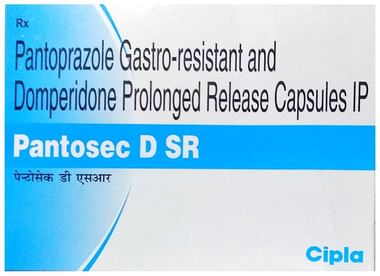 Rx
Pantoprazole Gastro-resistant and
Domperidone Prolonged Release Capsules IP
Pantosec D SR
पेन्टोसेक डी एसआर
Cipla